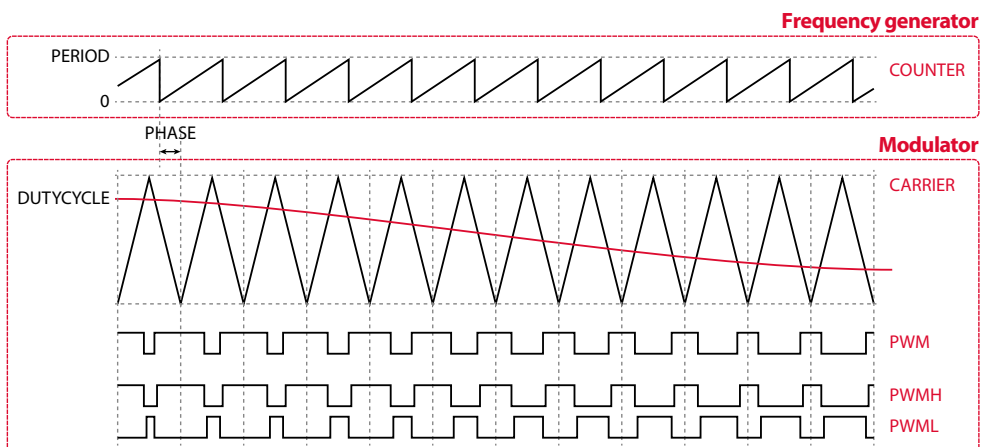 Frequency generator
PERIOD
COUNTER
0
PHASE
Modulator
CARRIER
DUTYCYCLE
PWM
PWMH
PWML